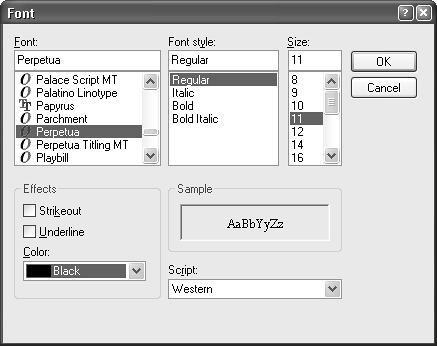 Font
Font: Font style: Size:
Perpetua Regular 11 OK
Palace Script MT Regular 8
Palatino Linotype Italic 9 Cancel
Papyrus Bold 10
Parchment Bold Italic 11
Perpetua 12
Perpetua Titling MT 14
Playbill 16
Effects Sample
Strikeout
Underline AaBbYyZz
Color:
Black Script:
Western